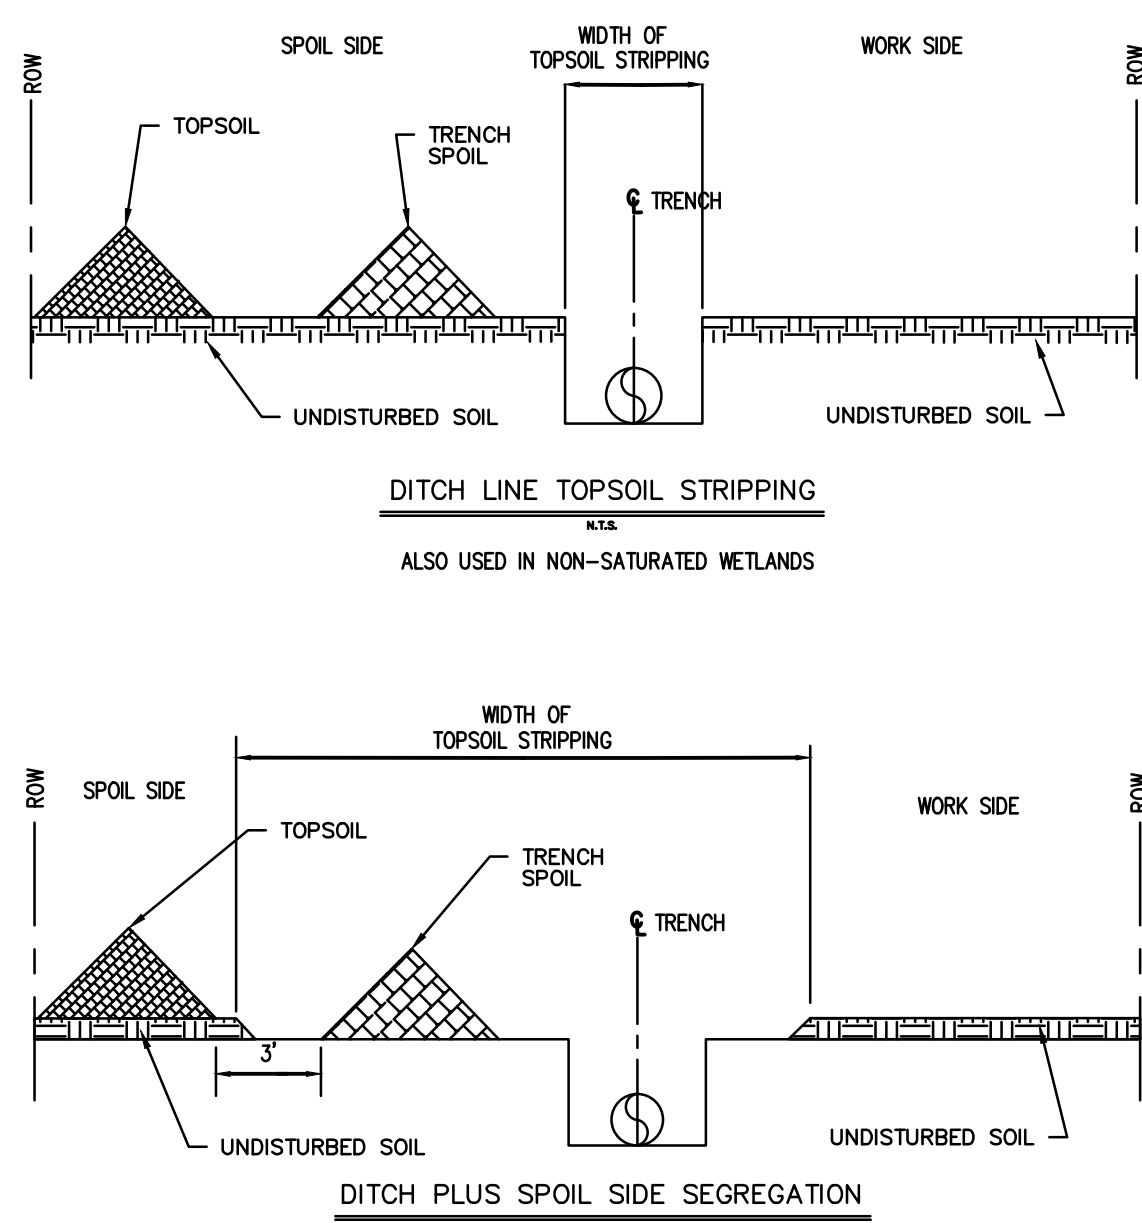 SPOIL SIDE
WIDTH OF
TOPSOIL STRIPPING
WORK SIDE
ROW
ROW
TOPSOIL
TRENCH
SPOIL
℄ TRENCH
UNDISTURBED SOIL
UNDISTURBED SOIL
DITCH LINE TOPSOIL STRIPPING
N.T.S.
ALSO USED IN NON-SATURATED WETLANDS
WIDTH OF
TOPSOIL STRIPPING
ROW
SPOIL SIDE
WORK SIDE
ROW
TOPSOIL
TRENCH
SPOIL
℄ TRENCH
3'
UNDISTURBED SOIL
UNDISTURBED SOIL
DITCH PLUS SPOIL SIDE SEGREGATION